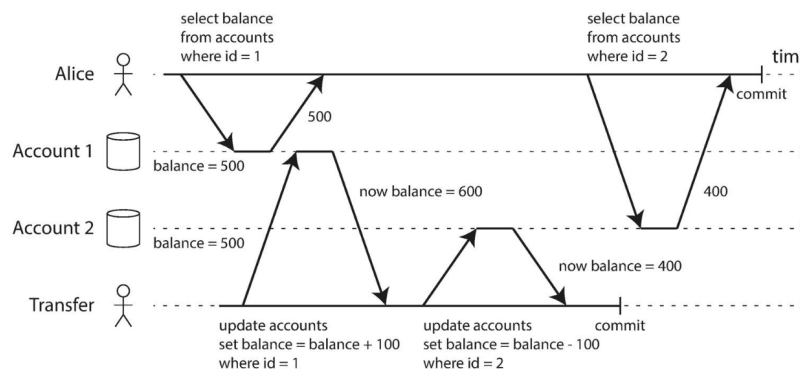 select balance
from accounts
where id = 1
select balance
from accounts
where id = 2
tim
Alice
commit
500
Account 1
balance = 500
now balance = 600
400
Account 2
balance = 500
now balance = 400
Transfer
commit
update accounts
set balance = balance + 100
where id = 1
update accounts
set balance = balance - 100
where id = 2